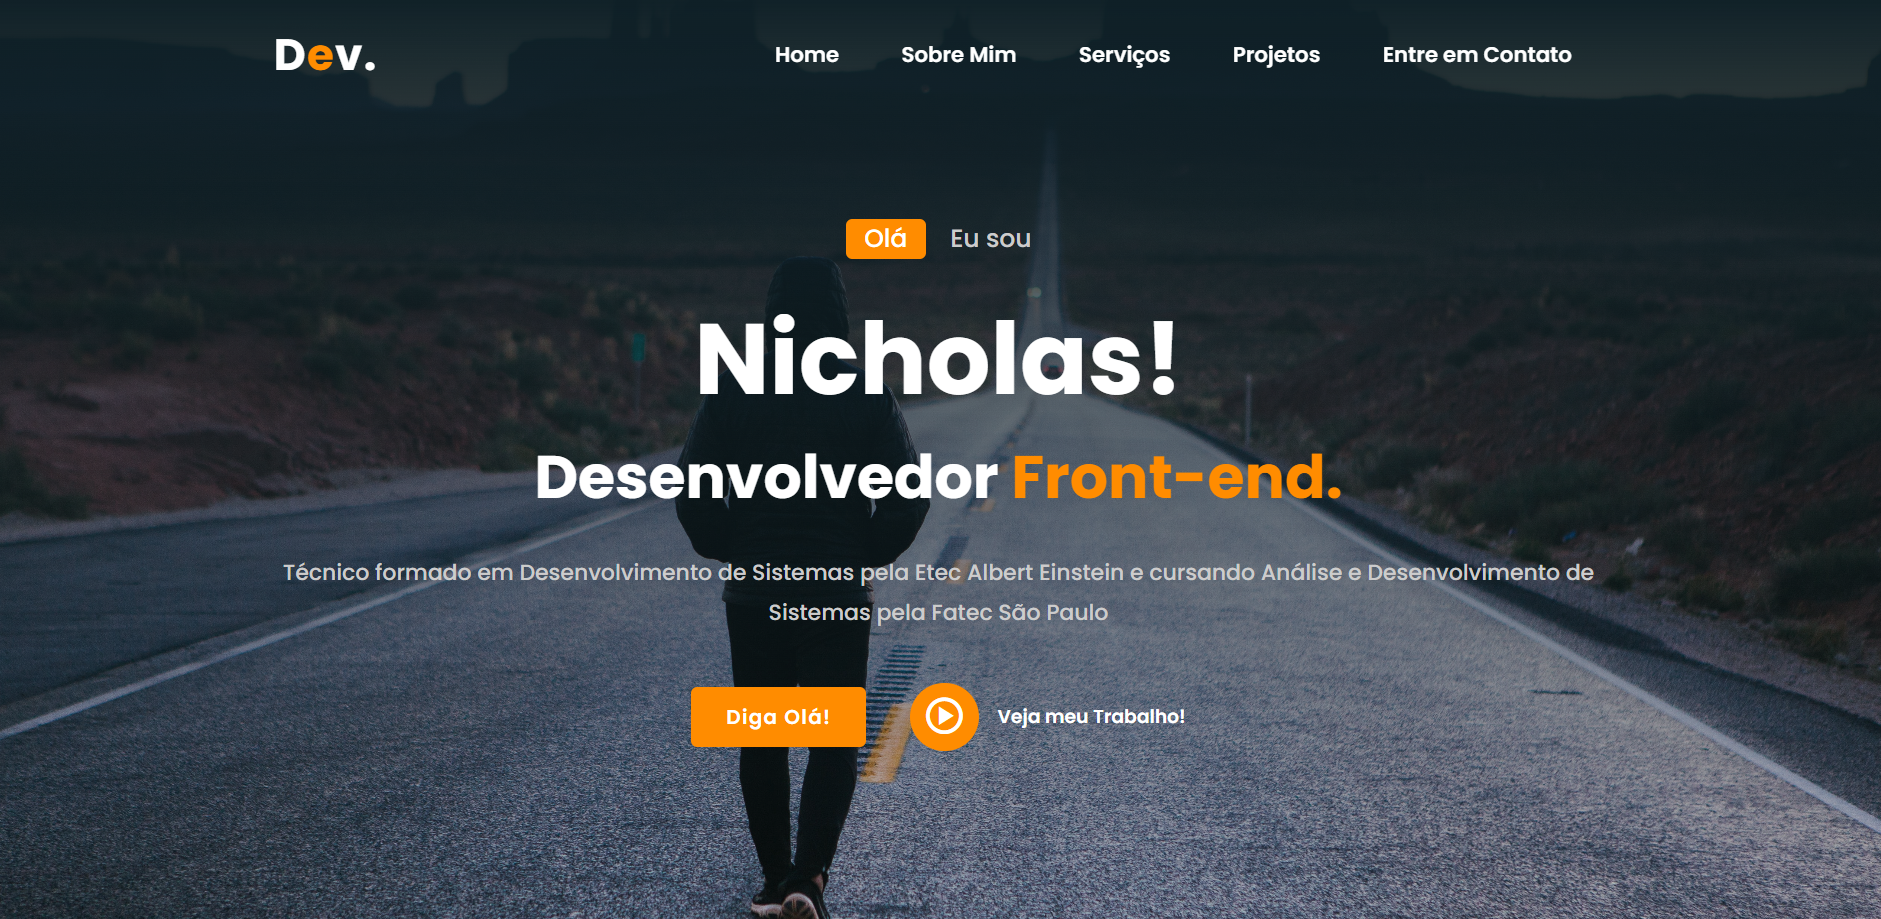 Dev.
Home Sobre Mim Serviços Projetos Entre em Contato
Olá Eu sou
Nicholas!
Desenvolvedor Front-end.
Técnico formado em Desenvolvimento de Sistemas pela Etec Albert Einstein e cursando Análise e Desenvolvimento de
Sistemas pela Fatec São Paulo
Diga Olá! Veja meu Trabalho!